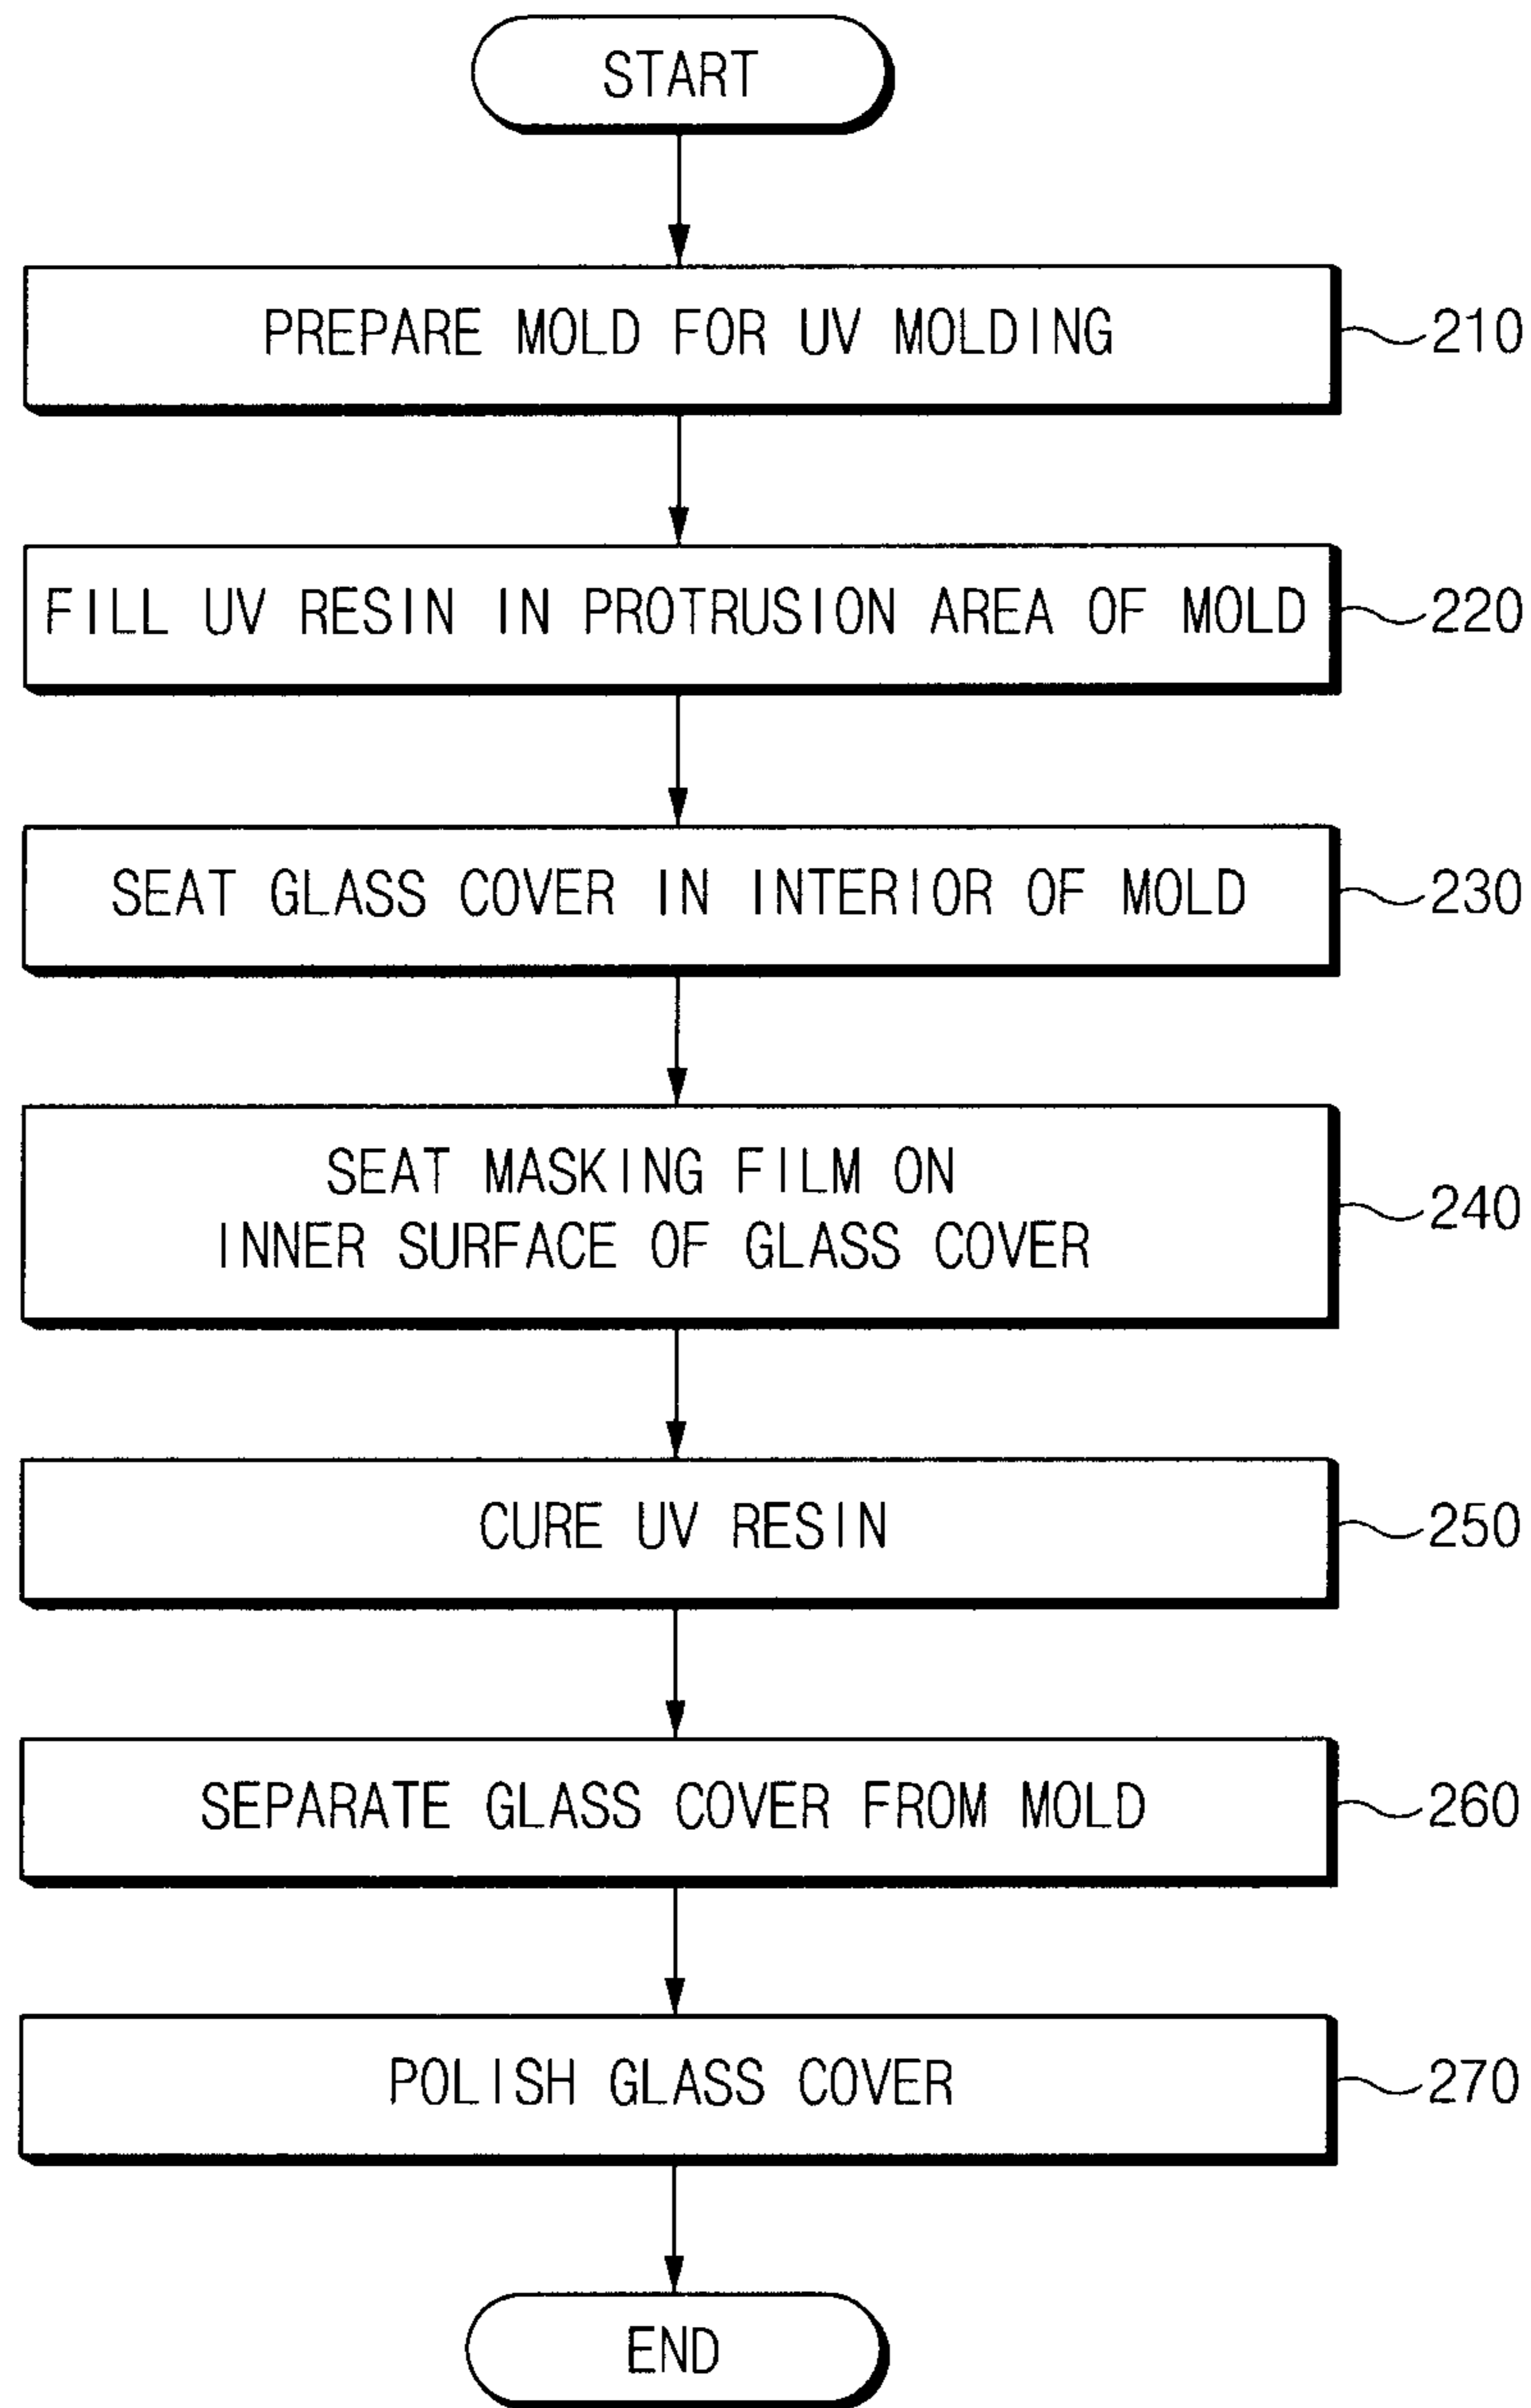 START
PREPARE MOLD FOR UV MOLDING
210
FILL UV RESIN IN PROTRUSION AREA OF MOLD
220
SEAT GLASS COVER IN INTERIOR OF MOLD
230
SEAT MASKING FILM ON
INNER SURFACE OF GLASS COVER
240
CURE UV RESIN
250
SEPARATE GLASS COVER FROM MOLD
260
POLISH GLASS COVER
270
END